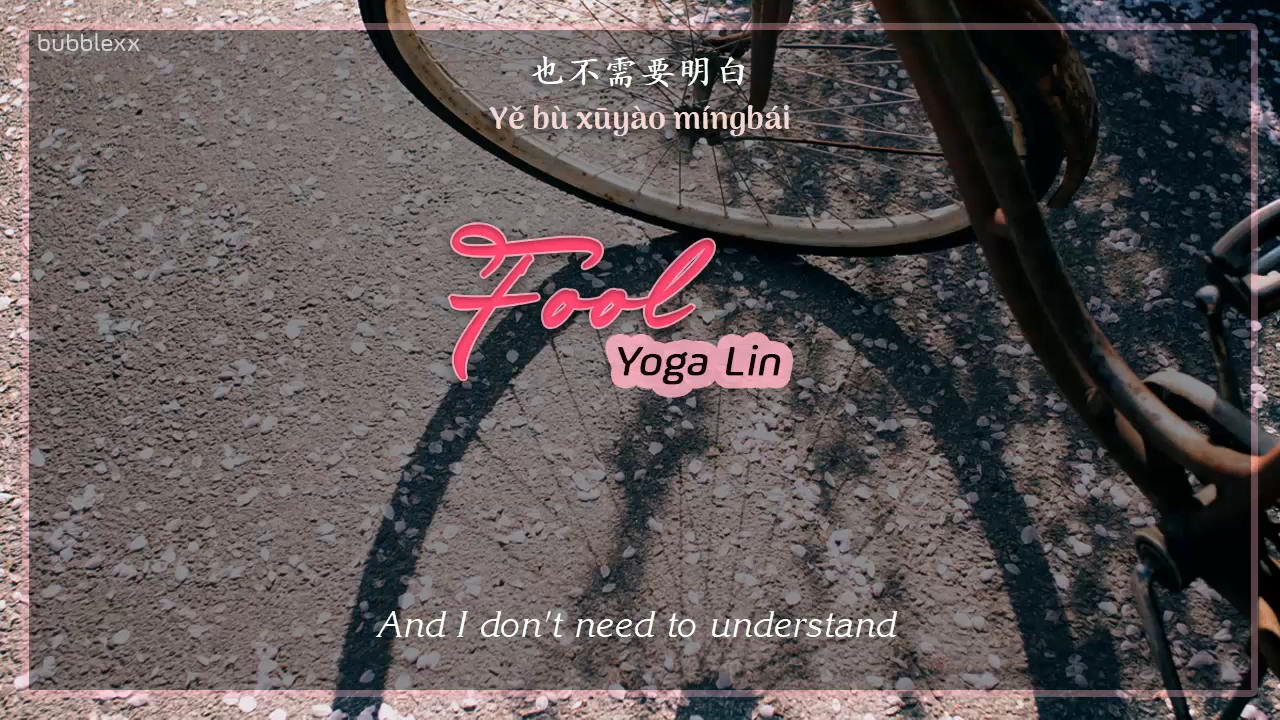 bubblexx
也不需要明白
Yě bù xūyào míngbái
Fool
Yoga Lin
And I don't need to understand